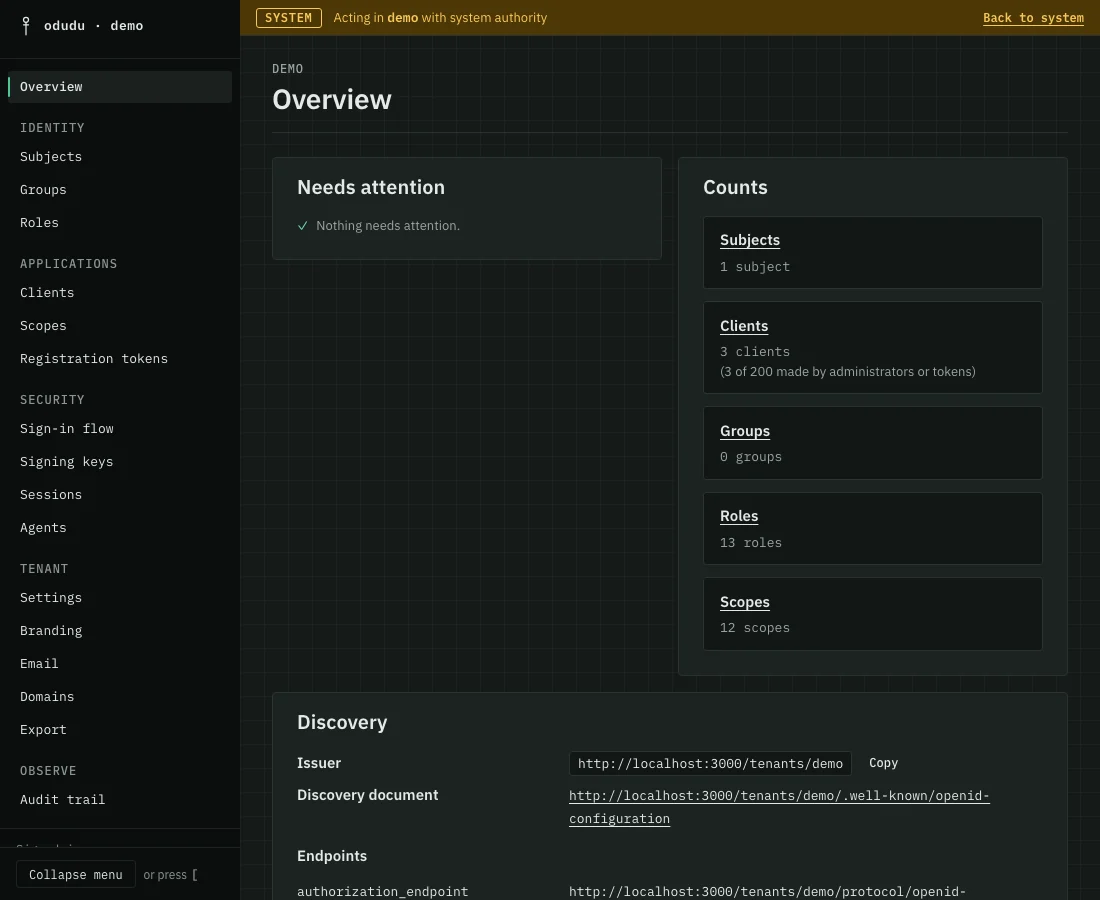 odudu · demo
Overview
IDENTITY
Subjects
Groups
Roles
APPLICATIONS
Clients
Scopes
Registration tokens
SECURITY
Sign-in flow
Signing keys
Sessions
Agents
TENANT
Settings
Branding
Email
Domains
Export
OBSERVE
Audit trail
Collapse menu or press [
SYSTEM Acting in demo with system authority
Back to system
DEMO
Overview
Needs attention
✓ Nothing needs attention.
Counts
Subjects
1 subject
Clients
3 clients
(3 of 200 made by administrators or tokens)
Groups
0 groups
Roles
13 roles
Scopes
12 scopes
Discovery
Issuer http://localhost:3000/tenants/demo Copy
Discovery document http://localhost:3000/tenants/demo/.well-known/openid-
configuration
Endpoints
authorization_endpoint http://localhost:3000/tenants/demo/protocol/openid-